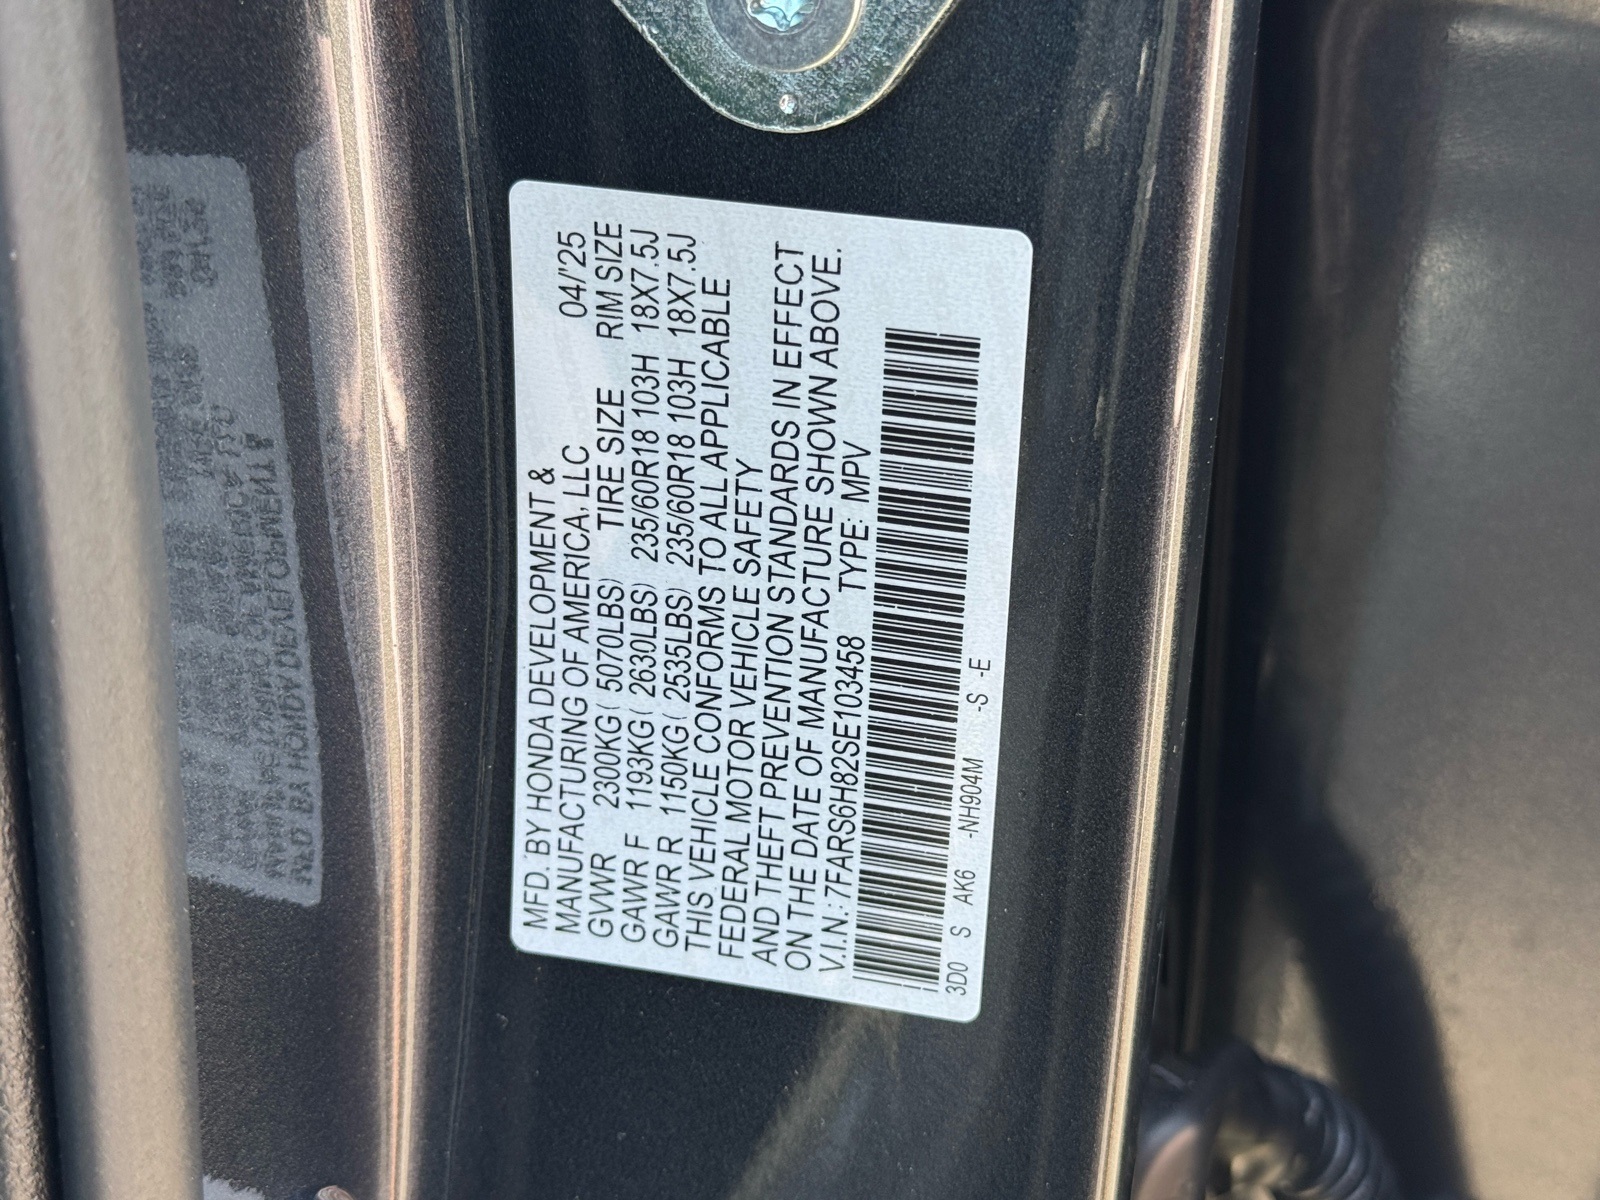 MFD. BY HONDA DEVELOPMENT &
MANUFACTURING OF AMERICA, LLC 04/'25
GVWR 2300KG( 5070LBS) TIRE SIZE RIM SIZE
GAWR F 1193KG( 2630LBS) 235/60R18 103H 18X7.5J
GAWR R 1150KG( 2535LBS) 235/60R18 103H 18X7.5J
THIS VEHICLE CONFORMS TO ALL APPLICABLE
FEDERAL MOTOR VEHICLE SAFETY
AND THEFT PREVENTION STANDARDS IN EFFECT
ON THE DATE OF MANUFACTURE SHOWN ABOVE.
V.I.N.: 7FARS6H82SE103458 TYPE: MPV
3D0 S AK6 -NH904M -S -E